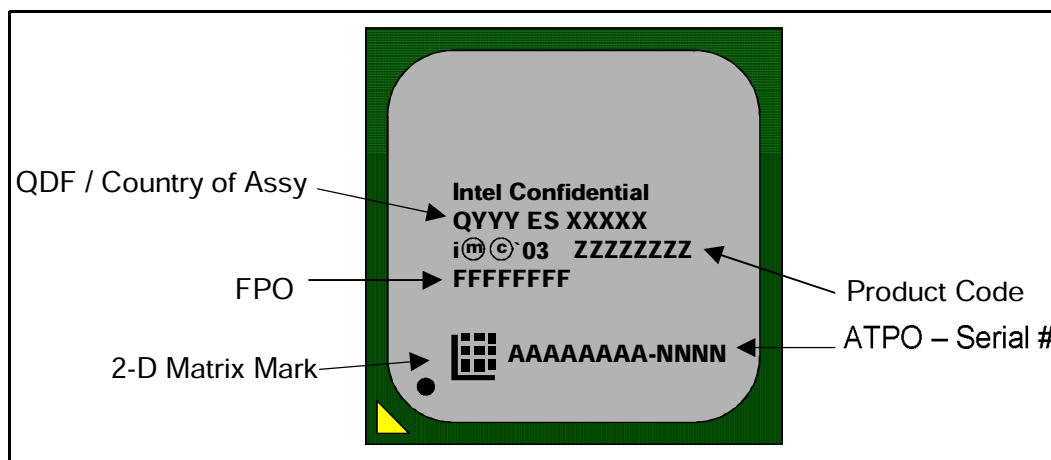 QDF / Country of Assy
Intel Confidential
QYYY ES XXXXX
i ⓜ ⓒ `03 ZZZZZZZZ
FPO
FFFFFFFF
Product Code
ATPO – Serial #
2-D Matrix Mark
AAAAAAAA-NNNN